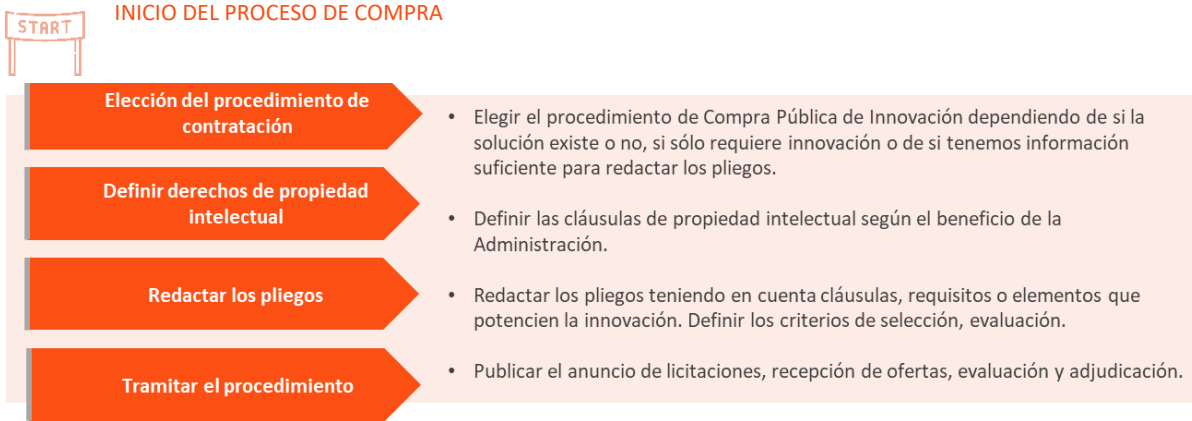 START
INICIO DEL PROCESO DE COMPRA
Elección del procedimiento de
contratación
• Elegir el procedimiento de Compra Pública de Innovación dependiendo de si la
solución existe o no, si sólo requiere innovación o de si tenemos información
suficiente para redactar los pliegos.
Definir derechos de propiedad
intelectual
• Definir las cláusulas de propiedad intelectual según el beneficio de la
Administración.
Redactar los pliegos
• Redactar los pliegos teniendo en cuenta cláusulas, requisitos o elementos que
potencien la innovación. Definir los criterios de selección, evaluación.
Tramitar el procedimiento
• Publicar el anuncio de licitaciones, recepción de ofertas, evaluación y adjudicación.